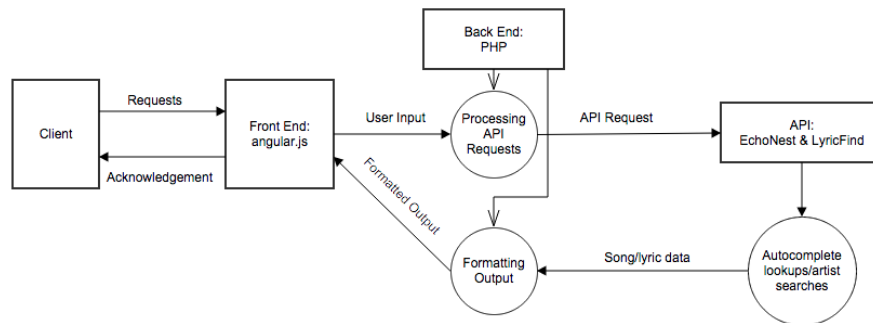 Back End:
PHP
Client
Requests
Acknowledgement
Front End:
angular.js
User Input
Processing
API
Requests
API Request
API:
EchoNest & LyricFind
Formatted Output
Formatting
Output
Song/lyric data
Autocomplete
lookups/artist
searches